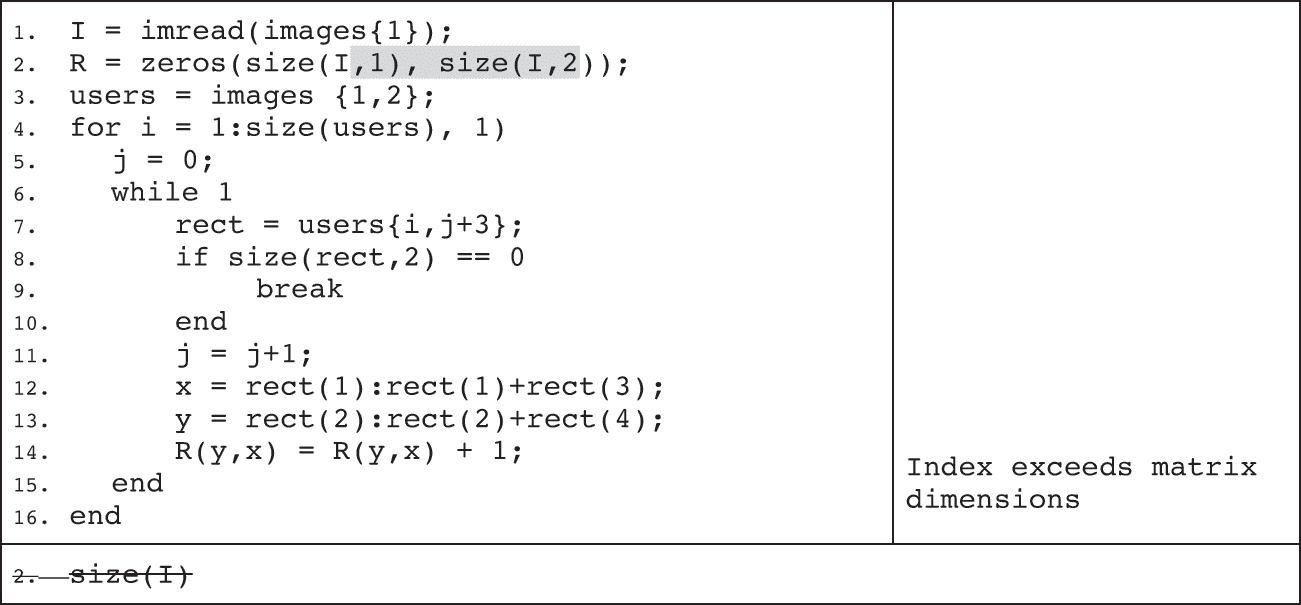 1. I = imread(images{1});
2. R = zeros(size(I,1), size(I,2));
3. users = images {1,2};
4. for i = 1:size(users), 1)
5. j = 0;
6. while 1
7. rect = users{i,j+3};
8. if size(rect,2) == 0
9. break
10. end
11. j = j+1;
12. x = rect(1):rect(1)+rect(3);
13. y = rect(2):rect(2)+rect(4);
14. R(y,x) = R(y,x) + 1;
15. end
16. end
Index exceeds matrix
dimensions
2. size(I)